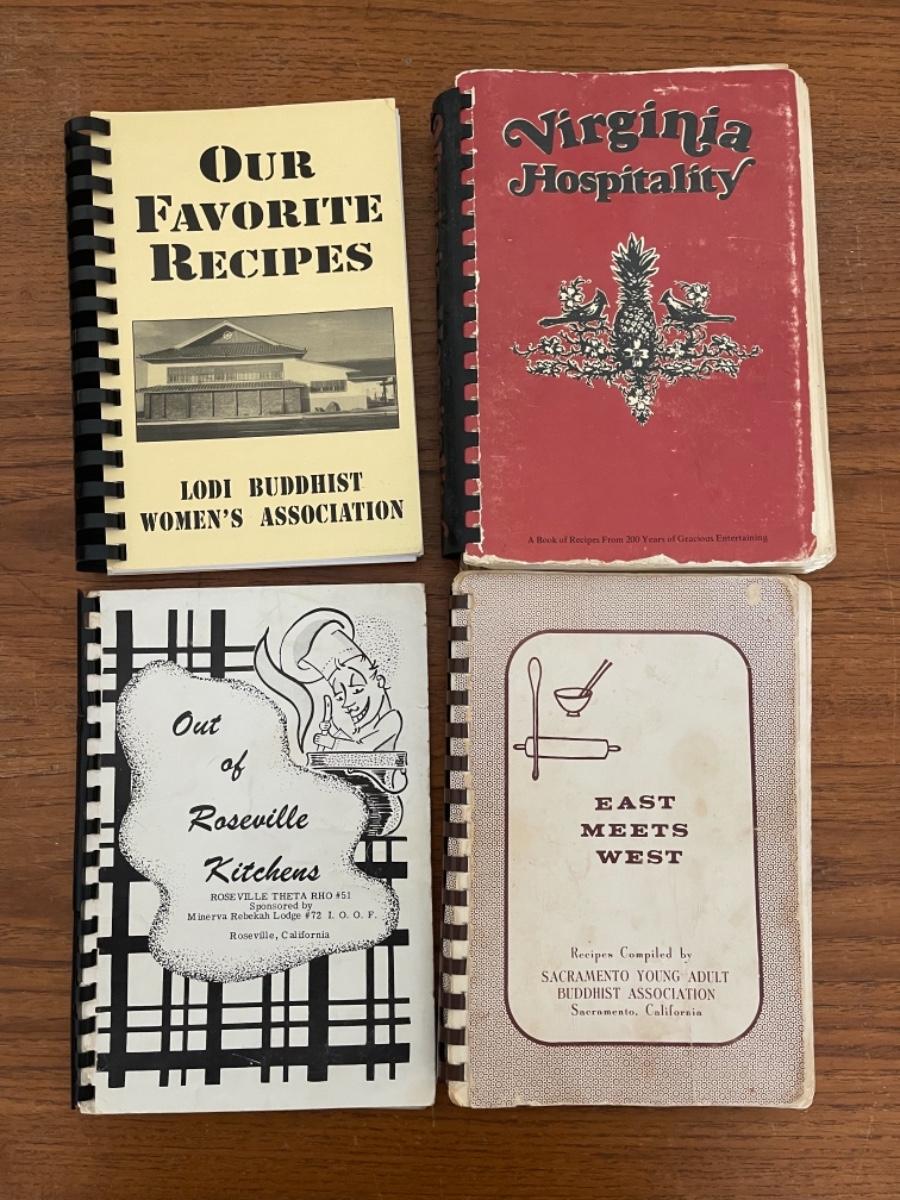 OUR
FAVORITE
RECIPES
LODI BUDDHIST
WOMEN'S ASSOCIATION
Virginia
Hospitality
A Book of Recipes From 200 Years of Gracious Entertaining
Out
of
Roseville
Kitchens
ROSEVILLE THETA RHO #51
Sponsored by
Minerva Rebekah Lodge #72 I. O. O. F.
Roseville, California
EAST
MEETS
WEST
Recipes Compiled by
SACRAMENTO YOUNG ADULT
BUDDHIST ASSOCIATION
Sacramento, California